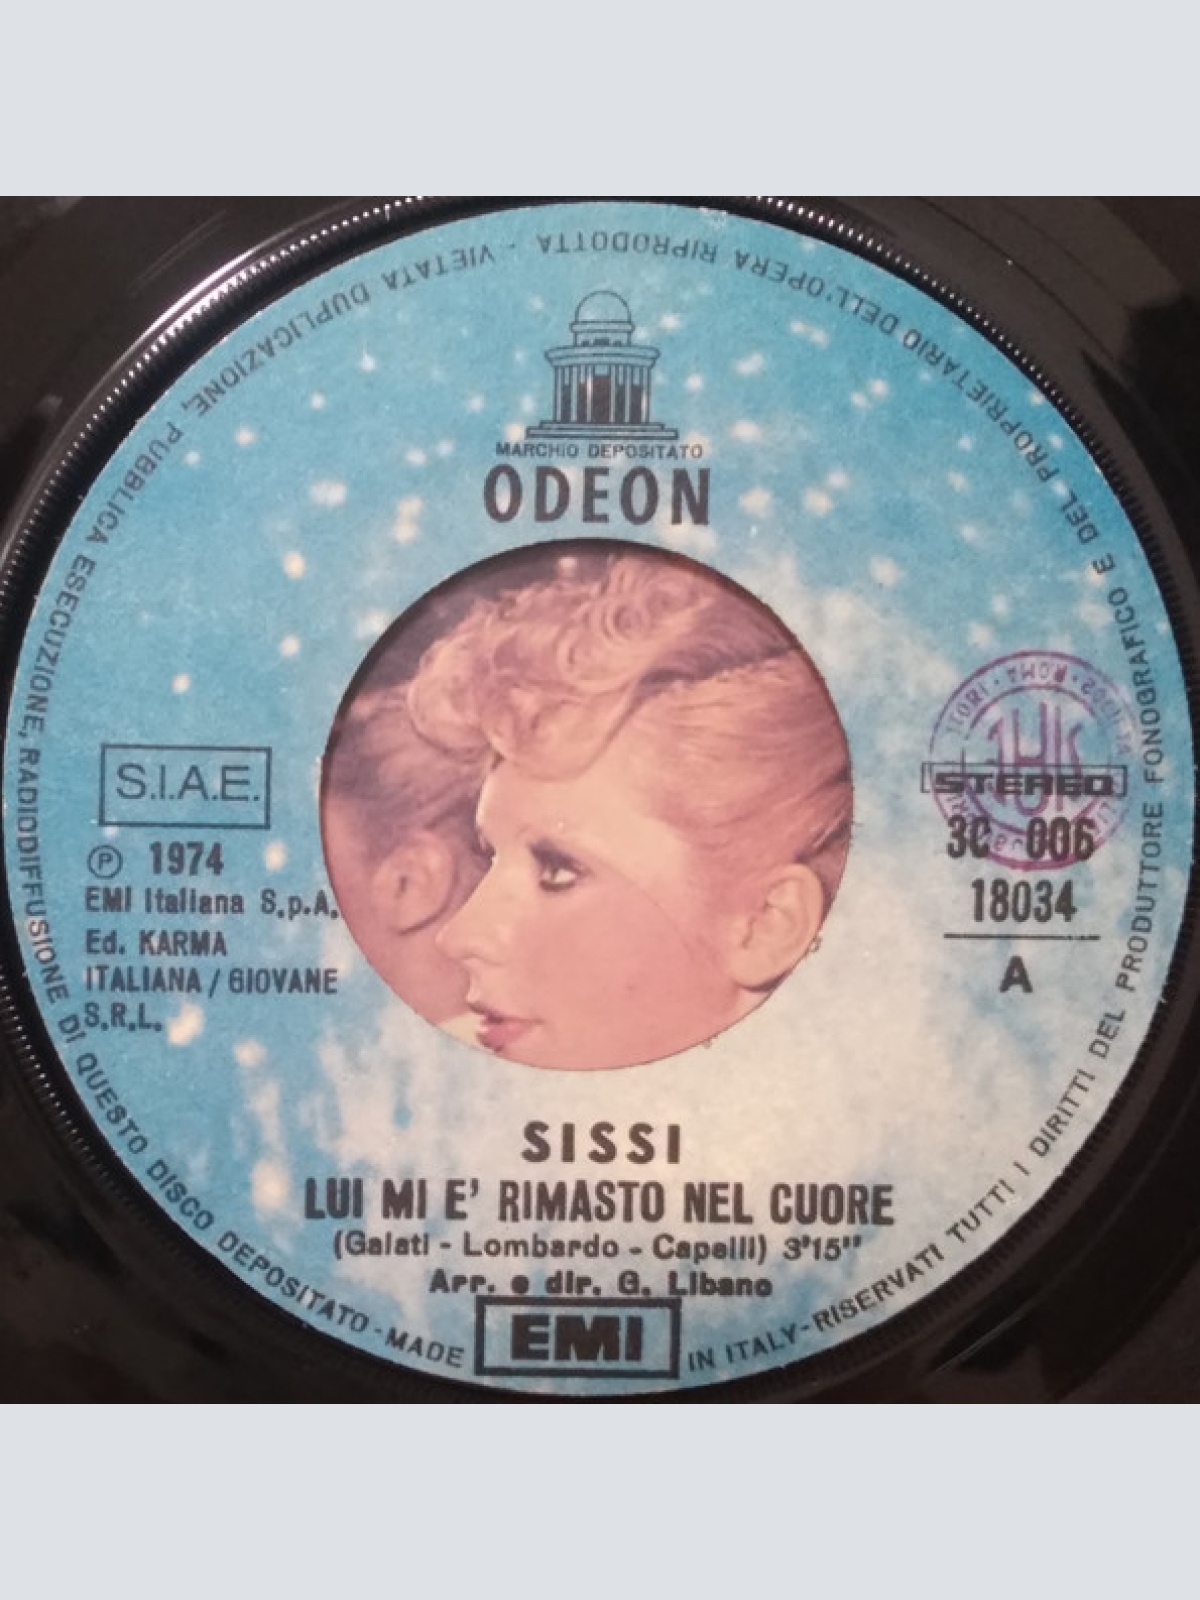 MARCHIO DEPOSITATO
ODEON
S.I.A.E.
Ⓟ 1974
EMI Italiana S.p.A.
Ed. KARMA
ITALIANA / GIOVANE
S.R.L.
STEREO
3C 006
18034
A
SISSI
LUI MI E' RIMASTO NEL CUORE
(Galati - Lombardo - Capelli) 3'15"
Arr. e dir. G. Libano
EMI
MADE IN ITALY - RISERVATI TUTTI I DIRITTI DEL PRODUTTORE FONOGRAFICO E DEL PROPRIETARIO DELL'OPERA RIPRODOTTA - VIETATA DUPLICAZIONE, PUBBLICA ESECUZIONE, RADIODIFFUSIONE DI QUESTO DISCO DEPOSITATO -
ROMA